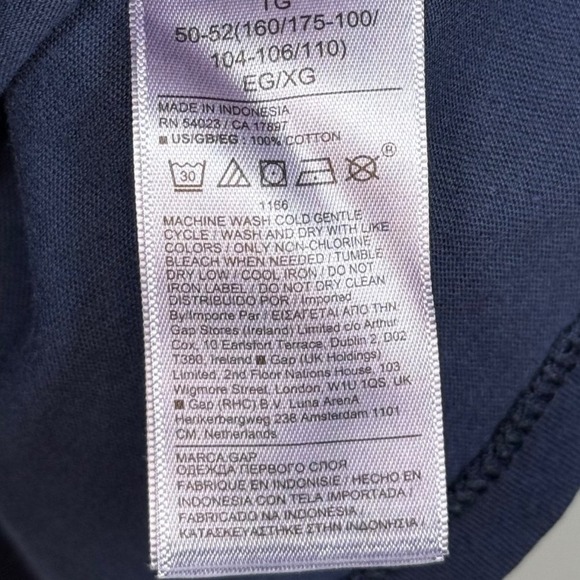 TG
50-52(160/175-100/
104-106/110)
EG/XG
MADE IN INDONESIA
RN 54023 / CA 17897
■ US/GB/EG : 100% COTTON
30 ®
1166
MACHINE WASH COLD GENTLE
CYCLE / WASH AND DRY WITH LIKE
COLORS / ONLY NON-CHLORINE
BLEACH WHEN NEEDED / TUMBLE
DRY LOW / COOL IRON / DO NOT
IRON LABEL / DO NOT DRY CLEAN
DISTRIBUIDO POR / Imported
By/Importe Par / ΕΙΣΑΓΕΤΑΙ ΑΠΟ ΤΗΝ.
Gap Stores (Ireland) Limited c/o Arthur
Cox, 10 Earlsfort Terrace, Dublin 2, D02
T380, Ireland ■ Gap (UK Holdings)
Limited, 2nd Floor Nations House, 103
Wigmore Street, London, W1U 1QS, UK
■ Gap (RHC) B.V. Luna ArenA
Herikerbergweg 238 Amsterdam 1101
CM, Netherlands
MARCA:GAP
ОДЕЖДА ПЕРВОГО СЛОЯ
FABRIQUE EN INDONISIE / HECHO EN
INDONESIA CON TELA IMPORTADA /
FABRICADO NA INDONÉSIA /
ΚΑΤΑΣΚΕΥΑΣΤΗΚΕ ΣΤΗΝ ΙΝΔΟΝΗΣΙΑ /